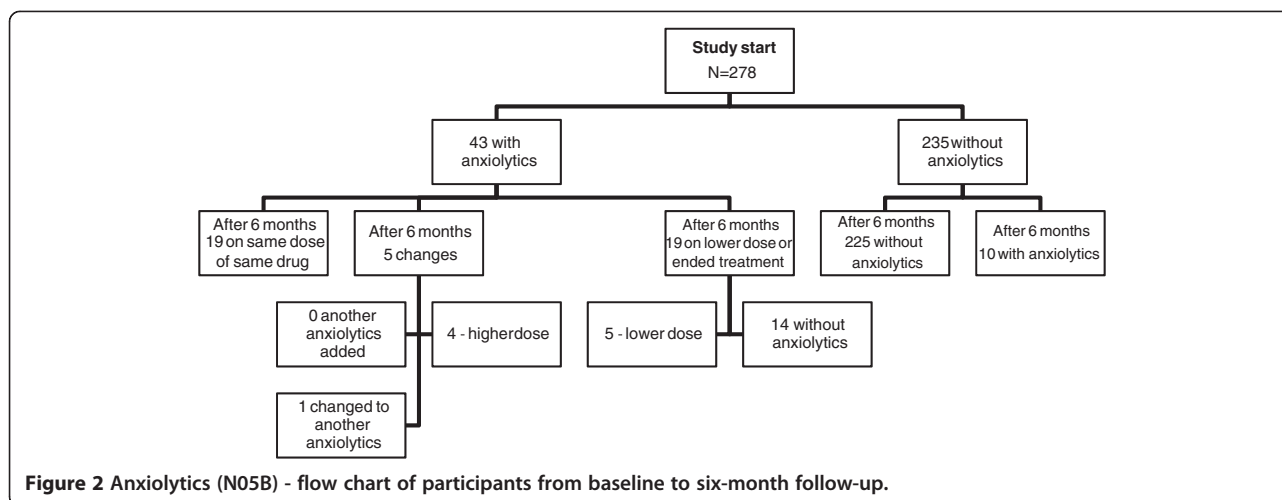 Study start
N=278
43 with
anxiolytics
235 without
anxiolytics
After 6 months
19 on same dose
of same drug
After 6 months
5 changes
After 6 months
19 on lower dose or
ended treatment
After 6 months
225 without
anxiolytics
After 6 months
10 with anxiolytics
0 another
anxiolytics
added
4 - higherdose
5 - lower dose
14 without
anxiolytics
1 changed to
another
anxiolytics
Figure 2 Anxiolytics (N05B) - flow chart of participants from baseline to six-month follow-up.